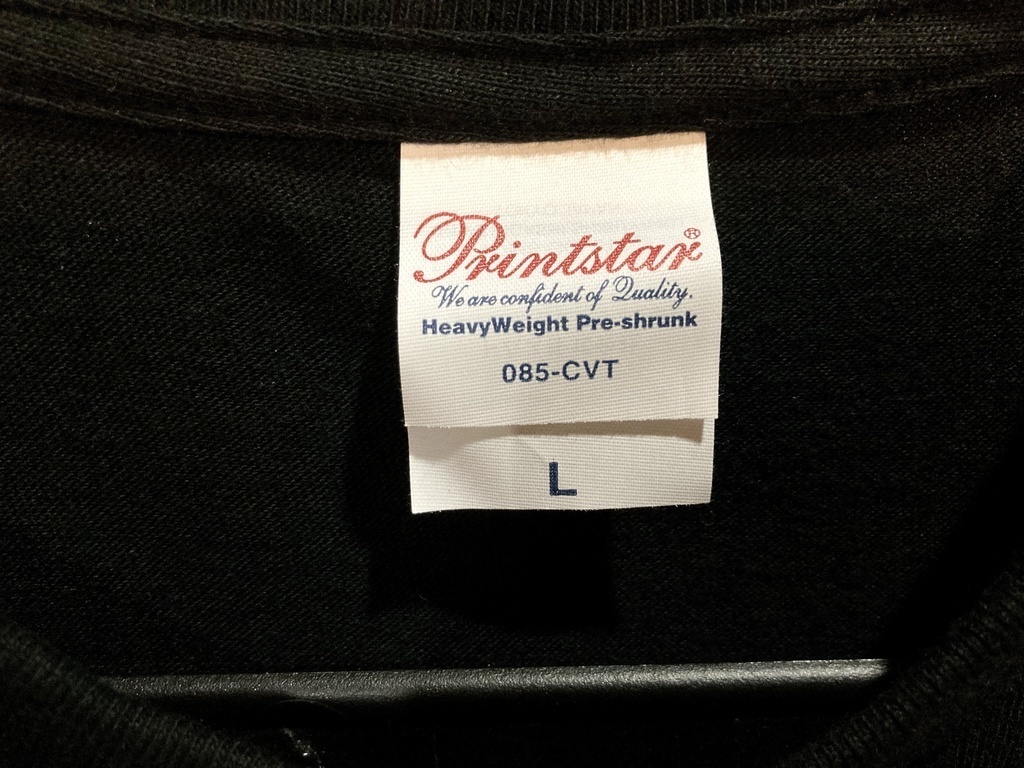 Printstar®
We are confident of Quality.
HeavyWeight Pre-shrunk
085-CVT
L